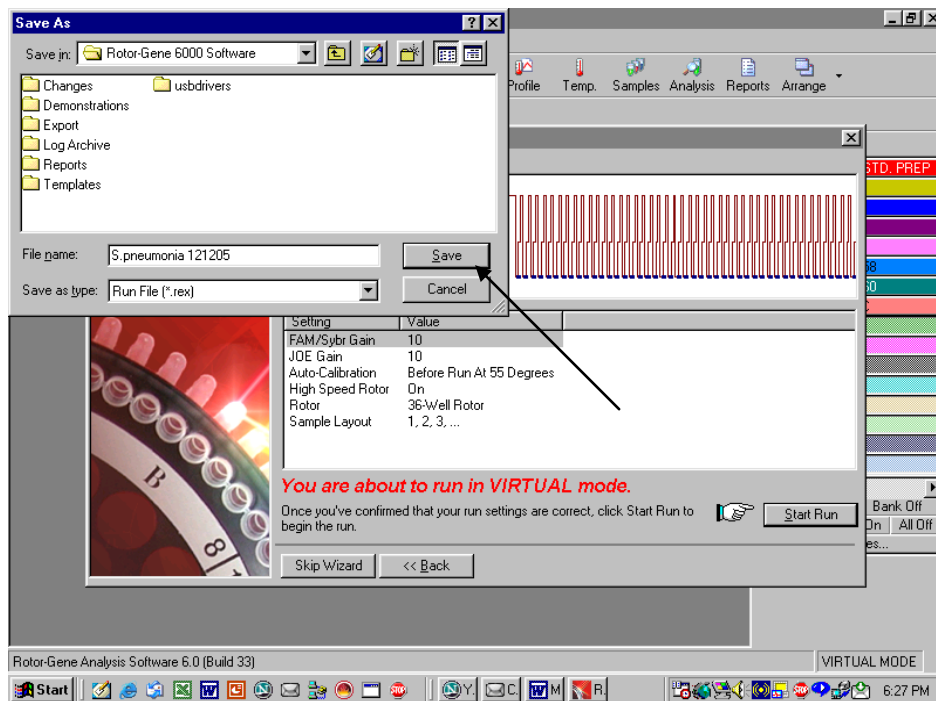 Save As
Save in: Rotor-Gene 6000 Software
Changes
usbdrivers
Demonstrations
Export
Log Archive
Reports
Templates
File name: S.pneumonia 121205
Save
Save as type: Run File (*.rex)
Cancel
Profile Temp. Samples Analysis Reports Arrange
STD. PREP
Setting Value
FAM/Sybr Gain 10
JOE Gain 10
Auto-Calibration Before Run At 55 Degrees
High Speed Rotor On
Rotor 36-Well Rotor
Sample Layout 1, 2, 3, ...
B
8
You are about to run in VIRTUAL mode.
Once you've confirmed that your run settings are correct, click Start Run to
begin the run.
Start Run
Skip Wizard << Back
Bank Off
On All Off
es...
Rotor-Gene Analysis Software 6.0 (Build 33)
VIRTUAL MODE
Start
Y.
C.
M
R.
6:27 PM